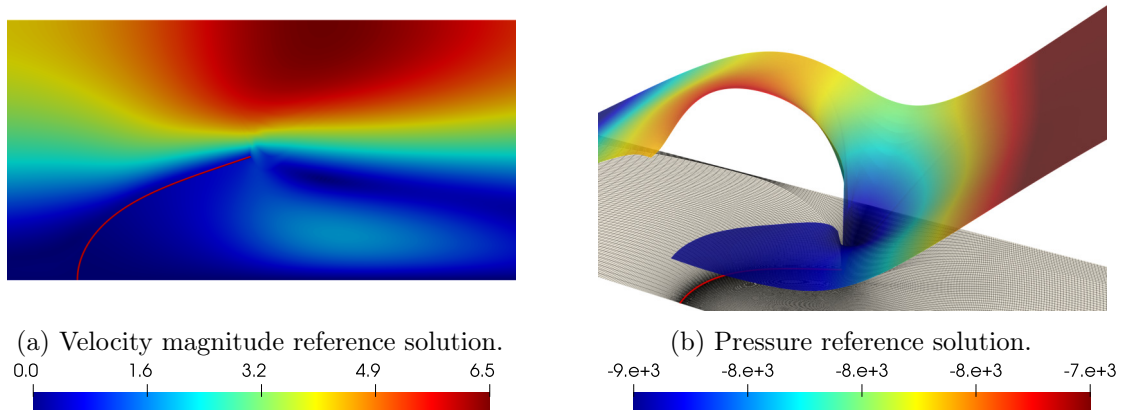 (a) Velocity magnitude reference solution.
0.0 1.6 3.2 4.9 6.5
(b) Pressure reference solution.
-9.e+3 -8.e+3 -8.e+3 -8.e+3 -7.e+3